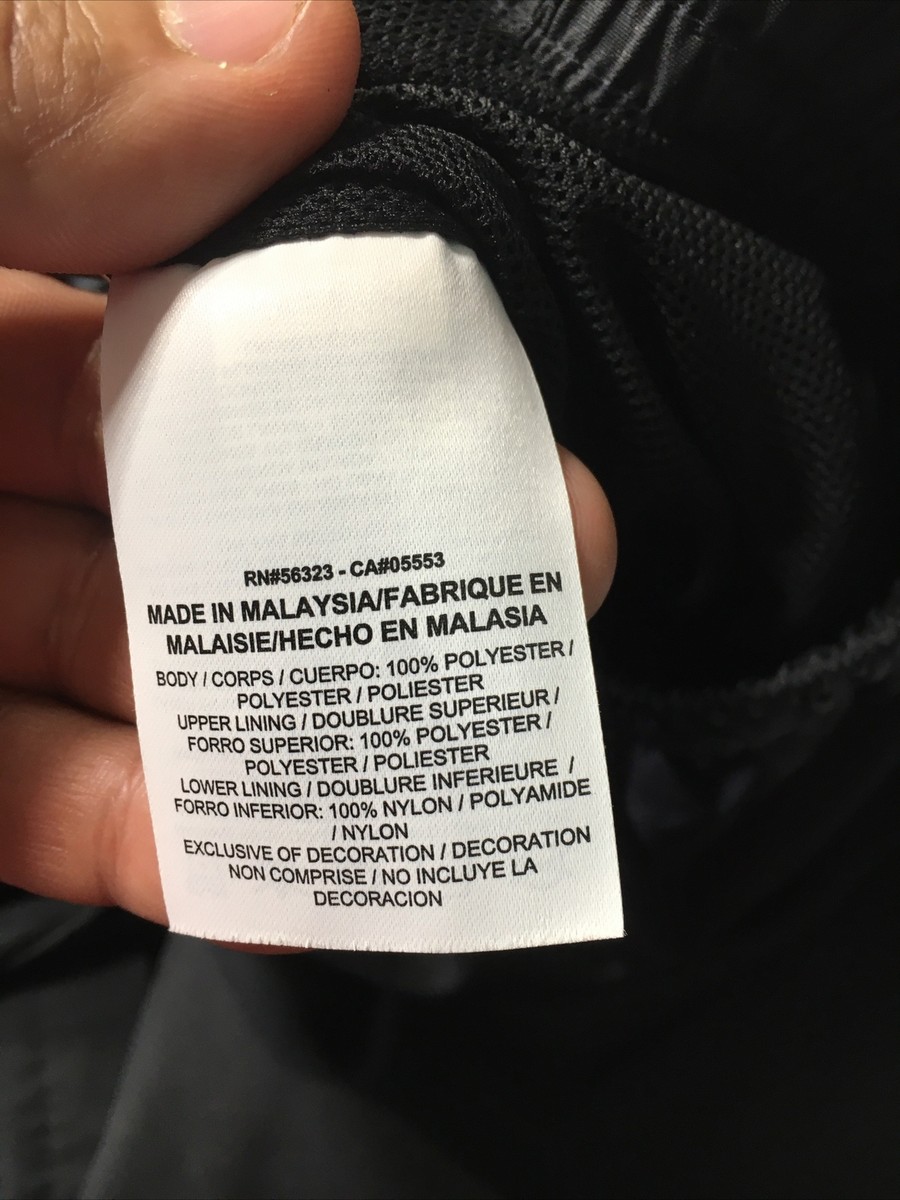 RN#56323 - CA#05553
MADE IN MALAYSIA/FABRIQUE EN
MALAISIE/HECHO EN MALASIA
BODY / CORPS / CUERPO: 100% POLYESTER /
POLYESTER / POLIESTER
UPPER LINING / DOUBLURE SUPERIEUR /
FORRO SUPERIOR: 100% POLYESTER /
POLYESTER / POLIESTER
LOWER LINING / DOUBLURE INFERIEURE /
FORRO INFERIOR: 100% NYLON / POLYAMIDE
/ NYLON
EXCLUSIVE OF DECORATION / DECORATION
NON COMPRISE / NO INCLUYE LA
DECORACION